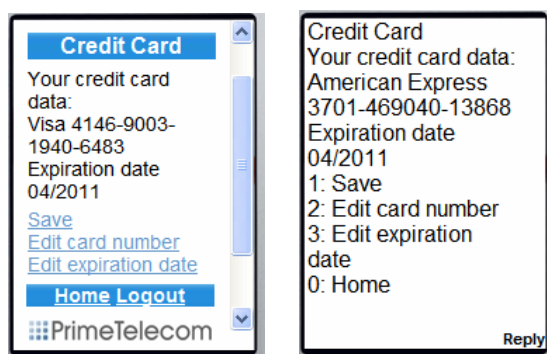 Credit Card
Your credit card
data:
Visa 4146-9003-
1940-6483
Expiration date
04/2011
Save
Edit card number
Edit expiration date
Home Logout
PrimeTelecom
Credit Card
Your credit card data:
American Express
3701-469040-13868
Expiration date
04/2011
1: Save
2: Edit card number
3: Edit expiration
date
0: Home
Reply